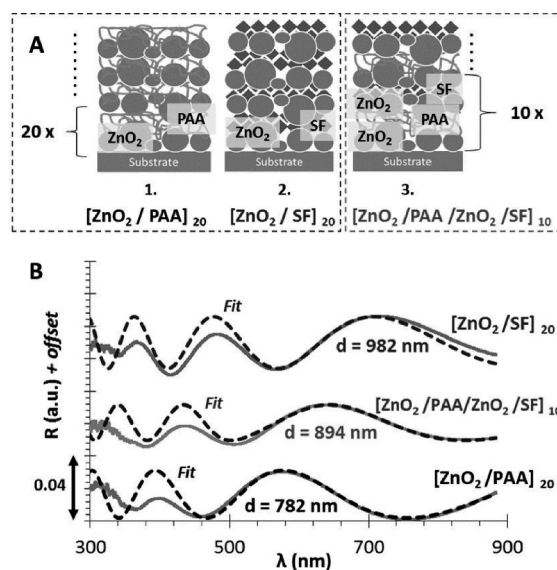 A
20 x
PAA
ZnO2
Substrate
1.
[ZnO2 / PAA] 20
ZnO2
SF
Substrate
2.
[ZnO2 / SF] 20
SF
ZnO2
PAA
ZnO2
Substrate
10 x
3.
[ZnO2/PAA /ZnO2/SF] 10
B
R (a.u.) + offset
0.04
Fit
[ZnO2/SF] 20
d = 982 nm
Fit
[ZnO2/PAA/ZnO2/SF] 10
d = 894 nm
Fit
[ZnO2/PAA] 20
d = 782 nm
300 500 700 900
λ (nm)